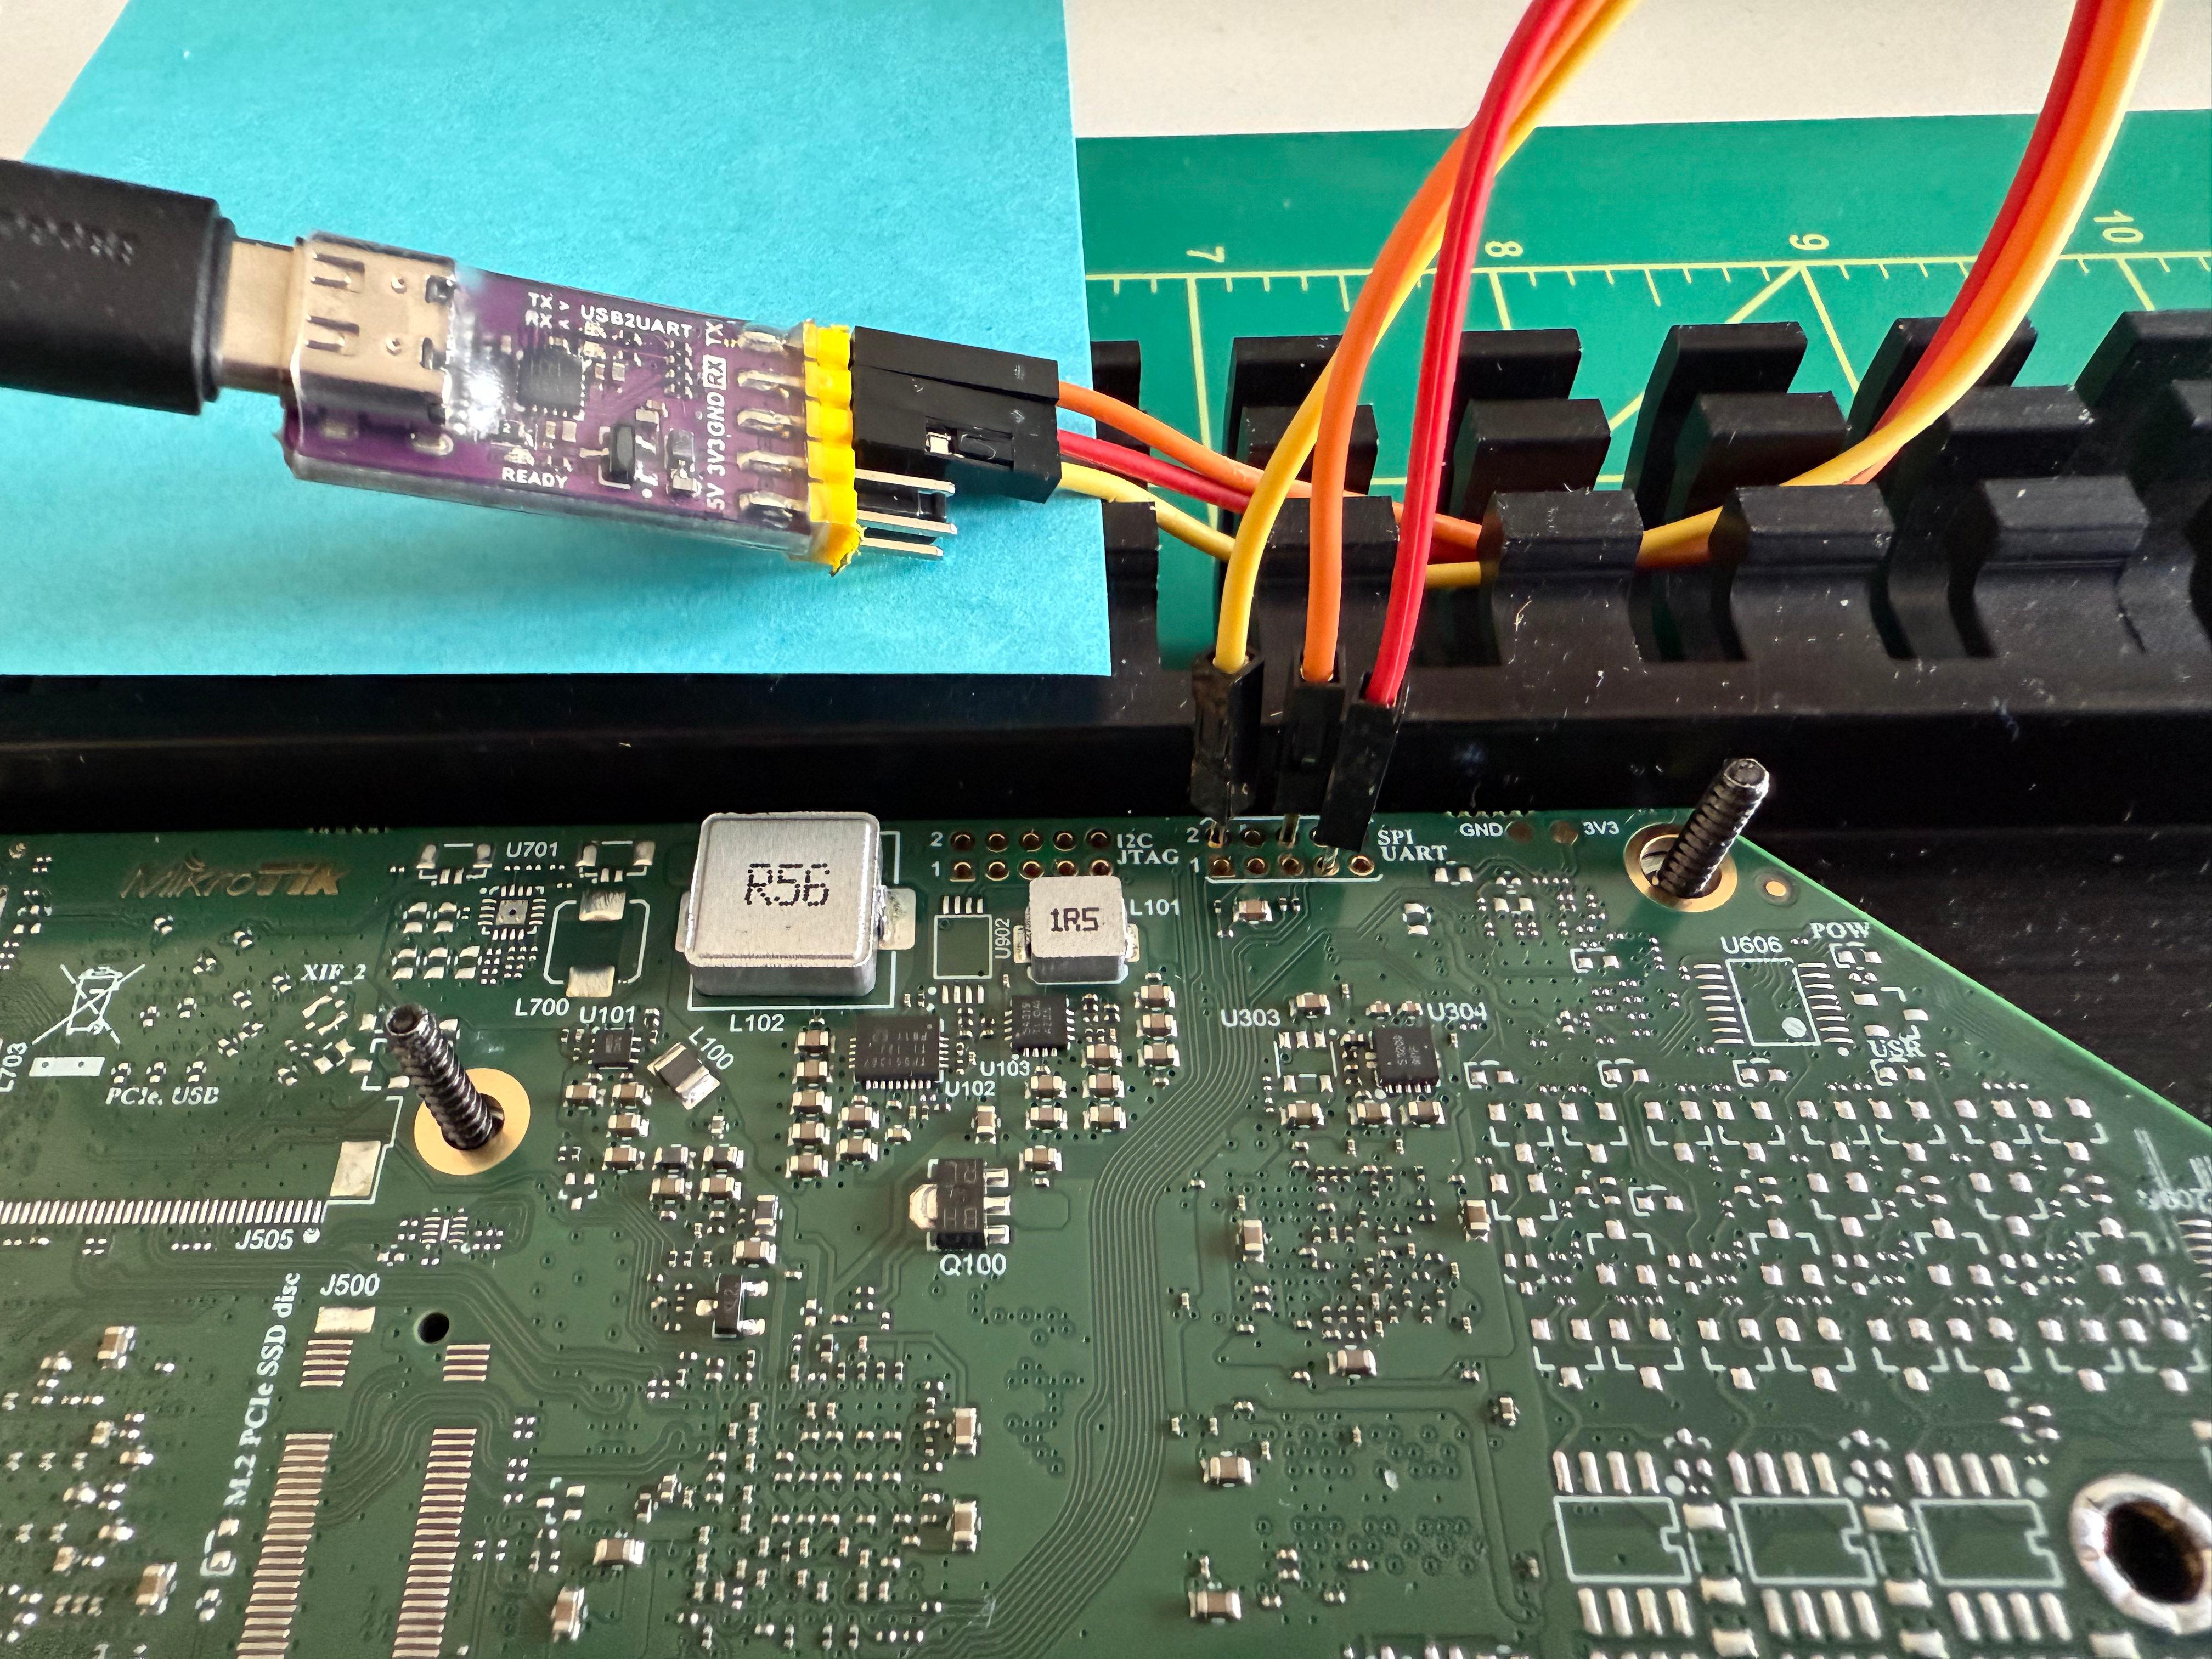 7
8
9
10
TX >
RX <
USB2UART
TX
RX
GND
3V3
5V
READY
MikroTik
U701
R56
2
1
I2C
JTAG
2
1
SPI
UART
GND
3V3
L101
1R5
U902
POW
U606
XIF_2
L700
U101
L102
L100
U103
U102
U303
U304
USR
L703
PCIe, USB
J505
J500
Q100
M.2 PCIe SSD disc